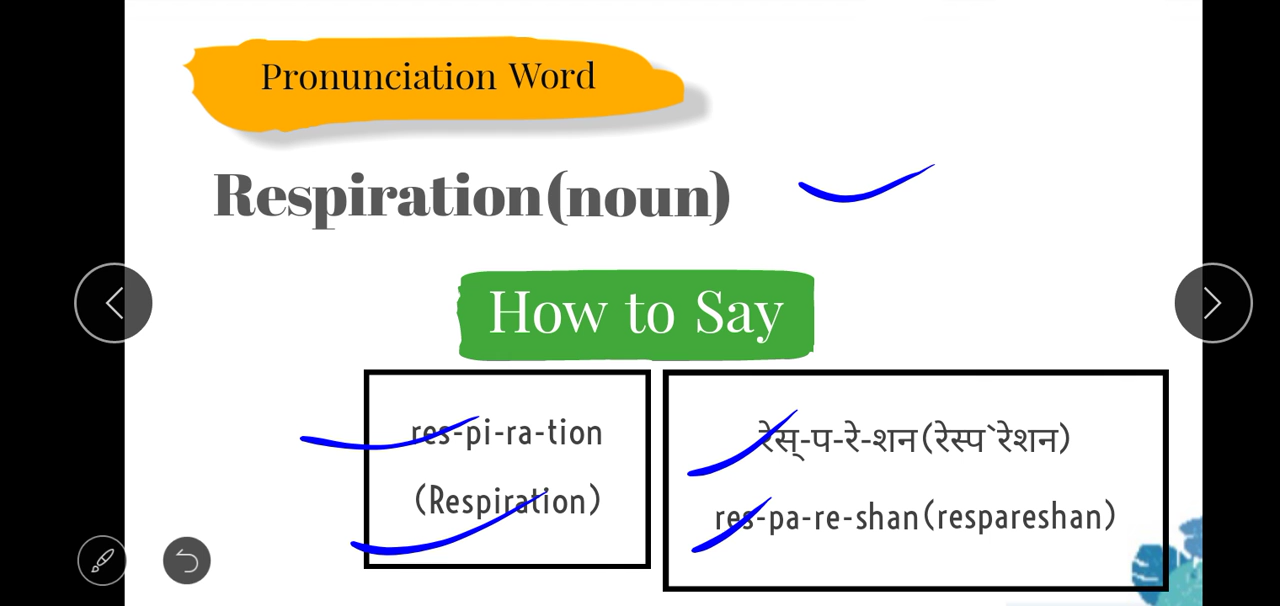 Pronunciation Word
Respiration(noun)
How to Say
res-pi-ra-tion
(Respiration)
रेस्-प-रे-शन(रेस्प`रेशन)
res-pa-re-shan(respareshan)